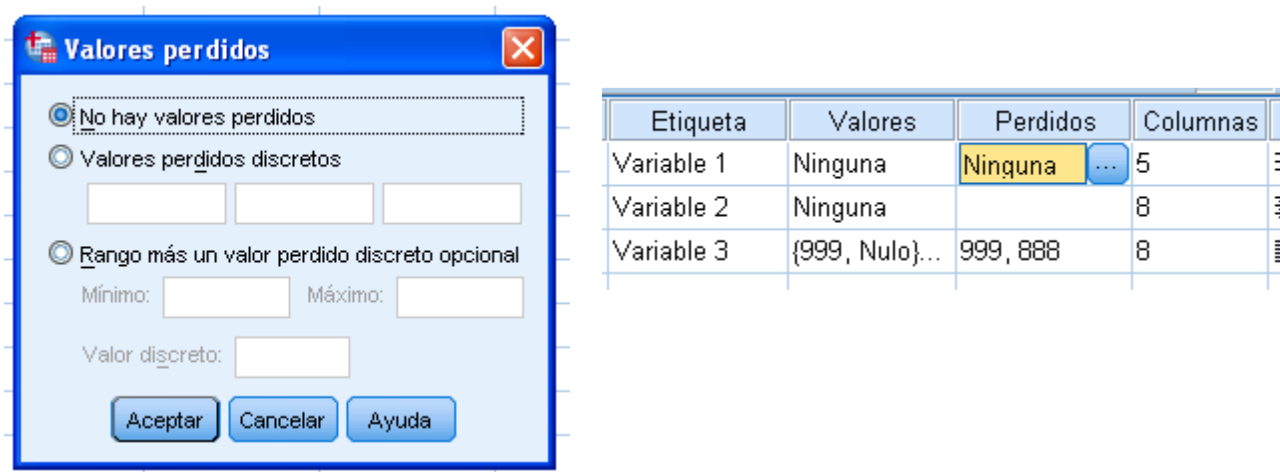 Valores perdidos
No hay valores perdidos
Valores perdidos discretos
Rango más un valor perdido discreto opcional
Mínimo: Máximo:
Valor discreto:
Aceptar Cancelar Ayuda
Etiqueta Valores Perdidos Columnas
Variable 1 Ninguna Ninguna ... 5
Variable 2 Ninguna 8
Variable 3 {999, Nulo}... 999, 888 8